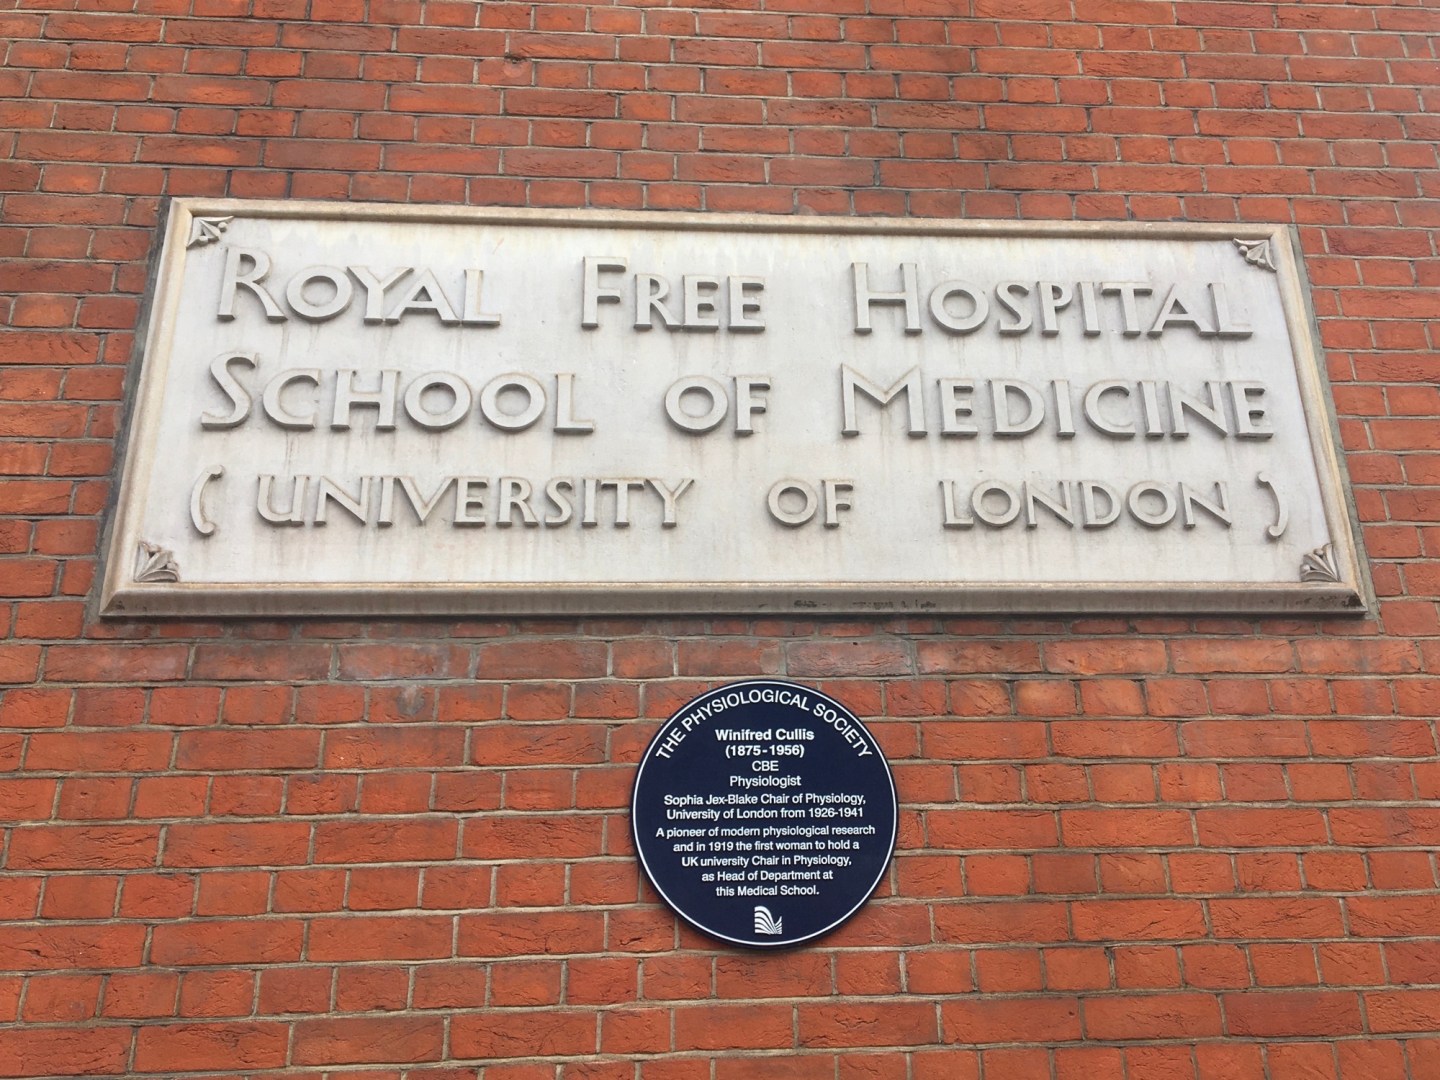 ROYAL FREE HOSPITAL
SCHOOL OF MEDICINE
(UNIVERSITY OF LONDON)
THE PHYSIOLOGICAL SOCIETY
Winifred Cullis
(1875-1956)
CBE
Physiologist
Sophia Jex-Blake Chair of Physiology,
University of London from 1926-1941
A pioneer of modern physiological research
and in 1919 the first woman to hold a
UK university Chair in Physiology,
as Head of Department at
this Medical School.